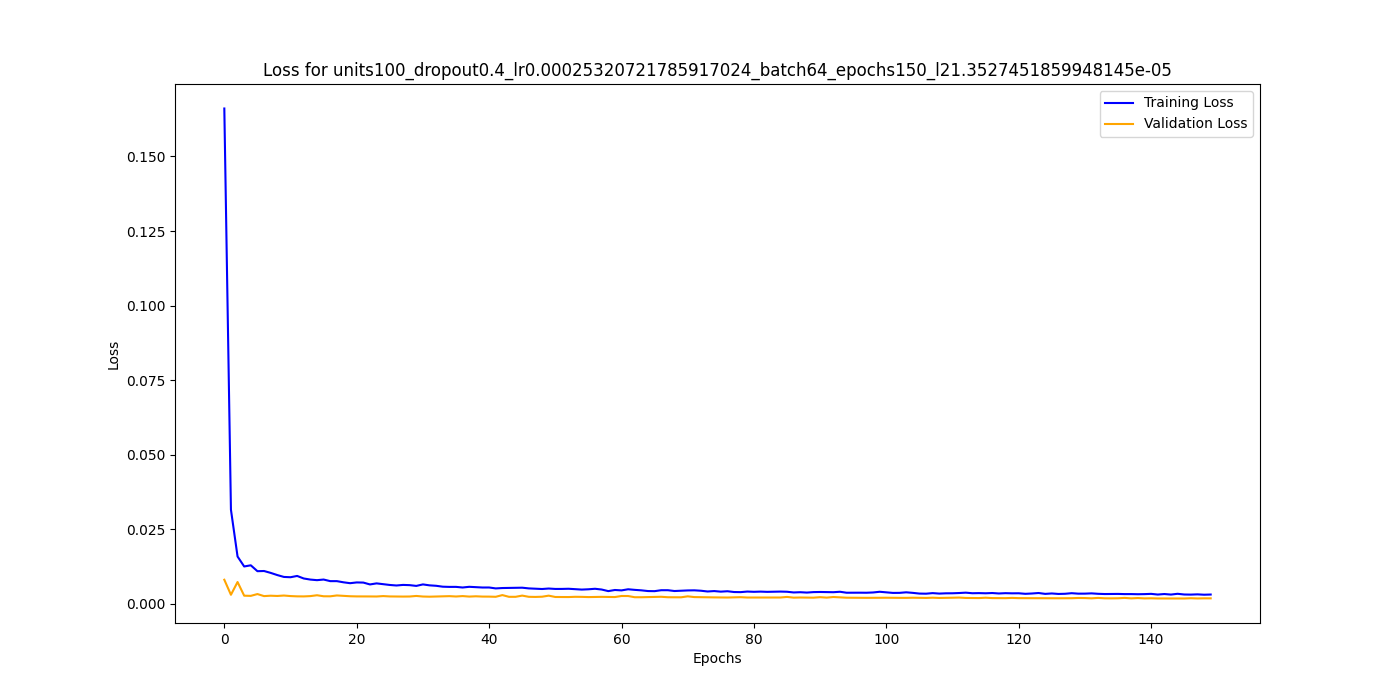 Loss for units100_dropout0.4_lr0.00025320721785917024_batch64_epochs150_l21.3527451859948145e-05
Training Loss
Validation Loss
0.150
0.125
0.100
0.075
0.050
0.025
0.000
Loss
0 20 40 60 80 100 120 140
Epochs